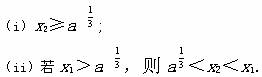 (i) x₂≥a^{1/3};
(ii) 若 x₁>a^{1/3}, 则 a^{1/3}<x₂<x₁.